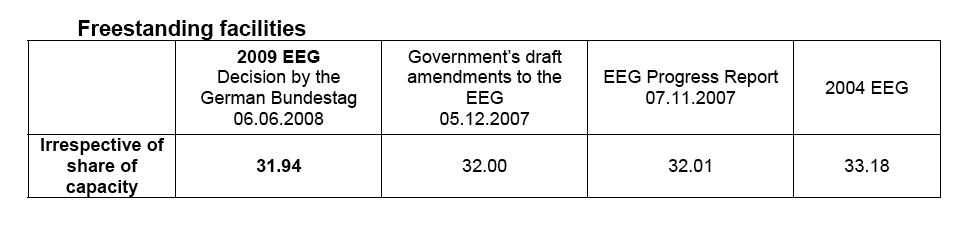 Freestanding facilities
2009 EEG
Decision by the
German Bundestag
06.06.2008
Government's draft
amendments to the
EEG
05.12.2007
EEG Progress Report
07.11.2007
2004 EEG
Irrespective of
share of
capacity
31.94
32.00
32.01
33.18